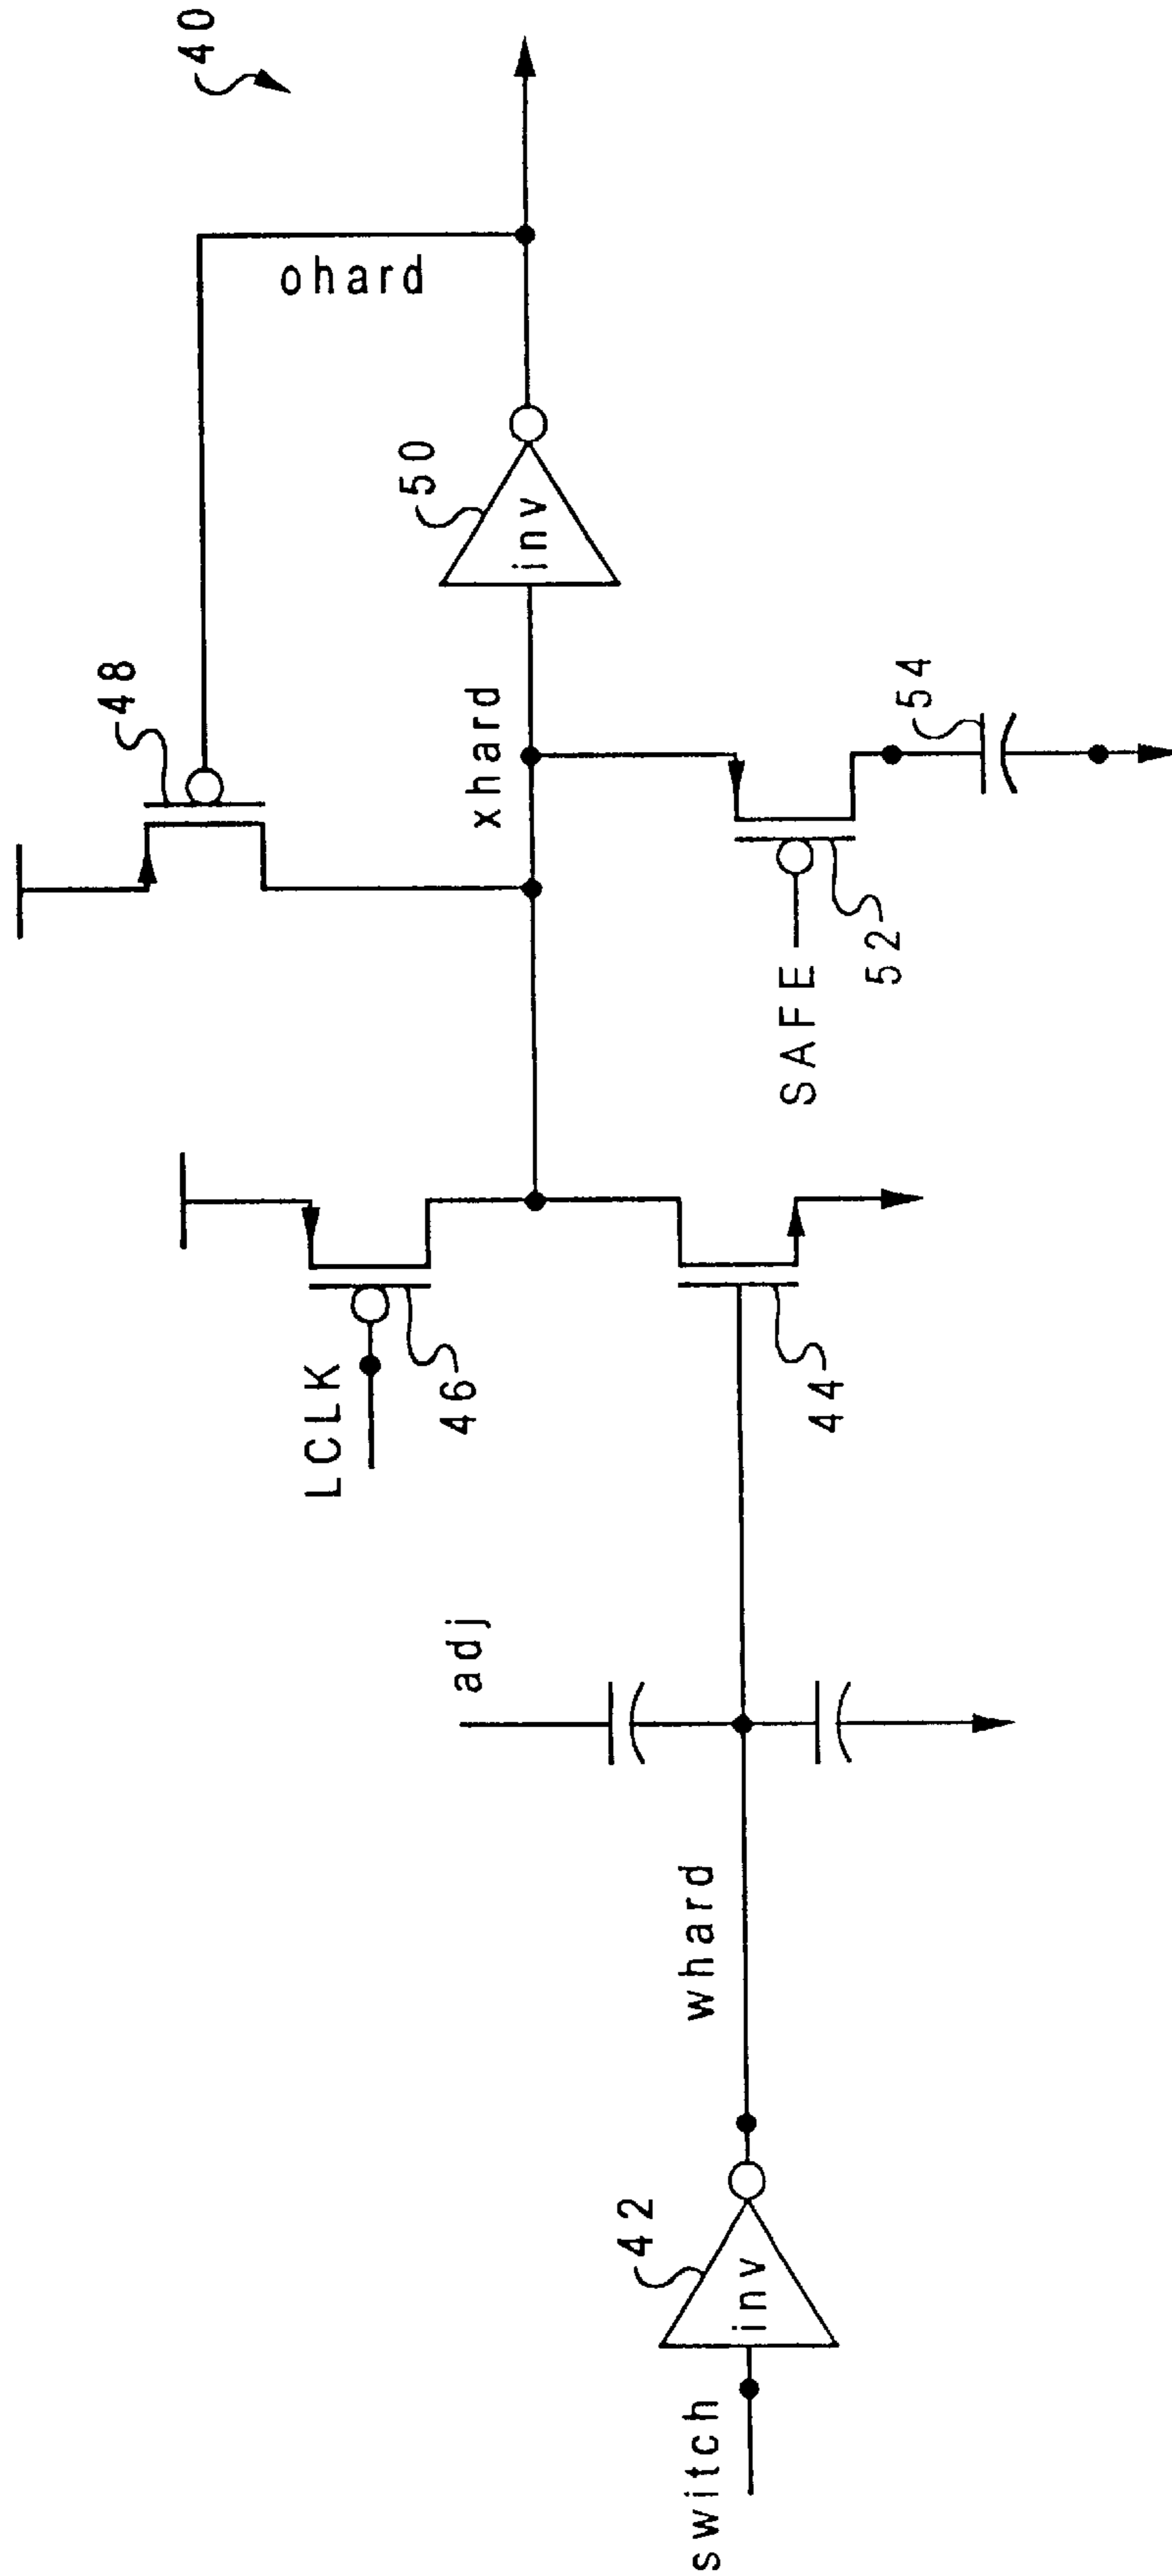 40
ohard
48
50
inv
xhard
54
SAFE
52
LCLK
46
44
adj
whard
42
inv
switch